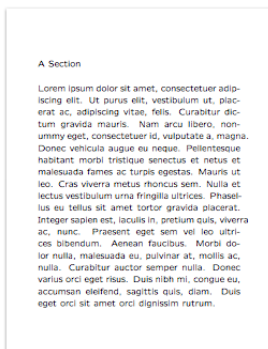 A Section
Lorem ipsum dolor sit amet, consectetuer adip-
iscing elit. Ut purus elit, vestibulum ut, plac-
erat ac, adipiscing vitae, felis. Curabitur dic-
tum gravida mauris. Nam arcu libero, non-
ummy eget, consectetuer id, vulputate a, magna.
Donec vehicula augue eu neque. Pellentesque
habitant morbi tristique senectus et netus et
malesuada fames ac turpis egestas. Mauris ut
leo. Cras viverra metus rhoncus sem. Nulla et
lectus vestibulum urna fringilla ultrices. Phasel-
lus eu tellus sit amet tortor gravida placerat.
Integer sapien est, iaculis in, pretium quis, viverra
ac, nunc. Praesent eget sem vel leo ultri-
ces bibendum. Aenean faucibus. Morbi do-
lor nulla, malesuada eu, pulvinar at, mollis ac,
nulla. Curabitur auctor semper nulla. Donec
varius orci eget risus. Duis nibh mi, congue eu,
accumsan eleifend, sagittis quis, diam. Duis
eget orci sit amet orci dignissim rutrum.